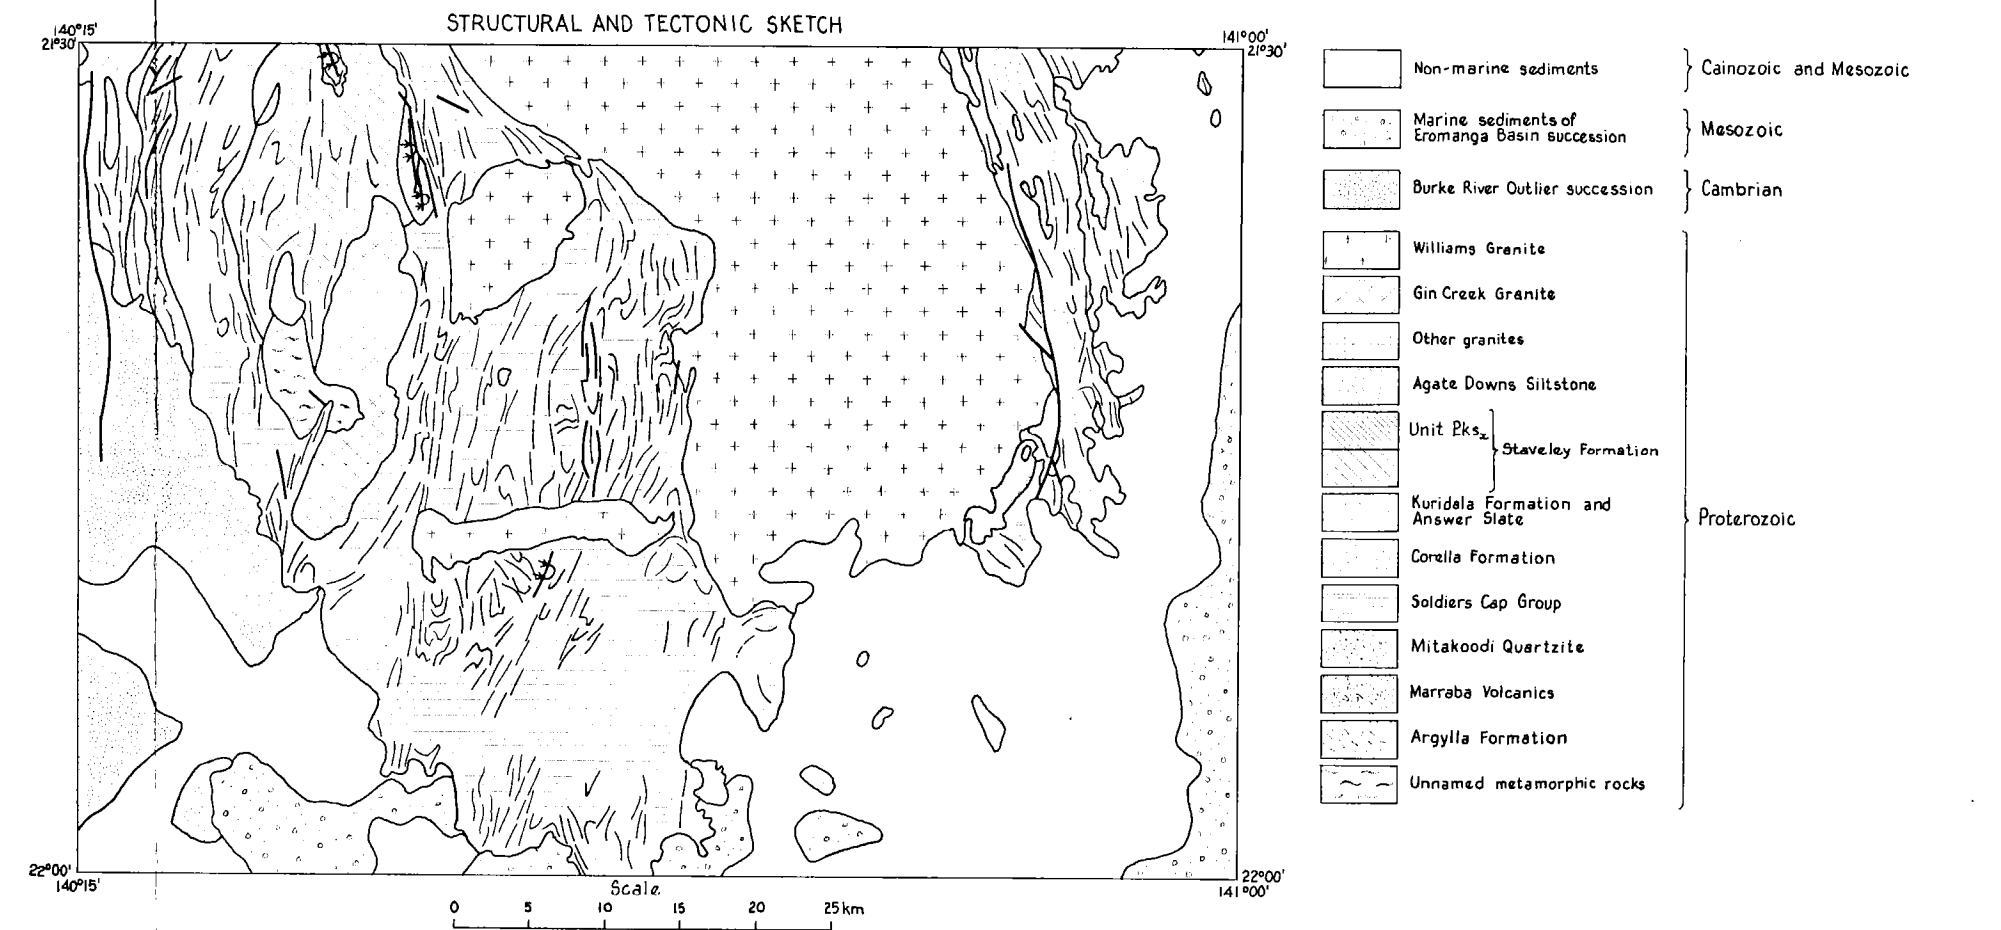 STRUCTURAL AND TECTONIC SKETCH
140°15'
21°30'
141°00'
21°30'
Non-marine sediments
Cainozoic and Mesozoic
Marine sediments of
Eromanga Basin succession
Mesozoic
Burke River Outlier succession
Cambrian
Williams Granite
Gin Creek Granite
Other granites
Agate Downs Siltstone
Unit Pksx
Staveley Formation
Kuridala Formation and
Answer Slate
Proterozoic
Corella Formation
Soldiers Cap Group
Mitakoodi Quartzite
Marraba Volcanics
Argylla Formation
Unnamed metamorphic rocks
22°00'
140°15'
22°00'
141°00'
Scale
0 5 10 15 20 25 km